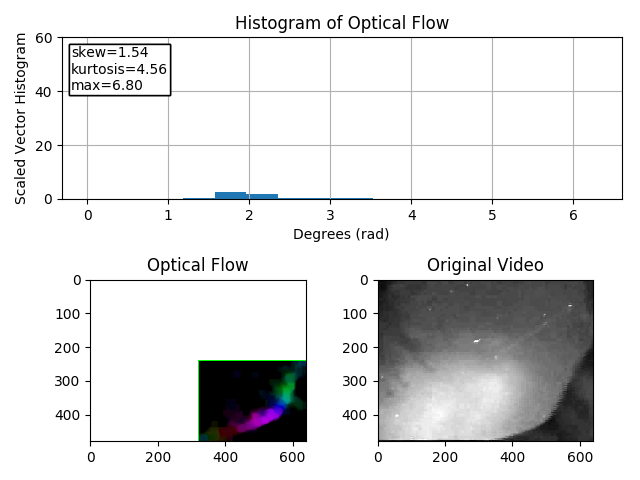 Histogram of Optical Flow
skew=1.54
kurtosis=4.56
max=6.80
Scaled Vector Histogram
60
40
20
0
0 1 2 3 4 5 6
Degrees (rad)
Optical Flow
0
100
200
300
400
0 200 400 600
Original Video
0
100
200
300
400
0 200 400 600